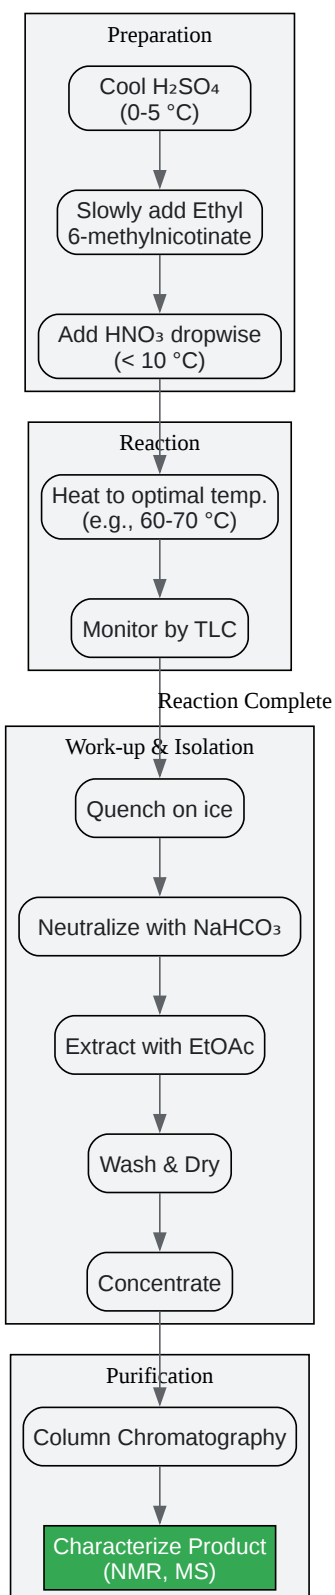 Preparation
Cool H₂SO₄
(0-5 °C)
Slowly add Ethyl
6-methylnicotinate
Add HNO₃ dropwise
(< 10 °C)
Reaction
Heat to optimal temp.
(e.g., 60-70 °C)
Monitor by TLC
Reaction Complete
Work-up & Isolation
Quench on ice
Neutralize with NaHCO₃
Extract with EtOAc
Wash & Dry
Concentrate
Purification
Column Chromatography
Characterize Product
(NMR, MS)